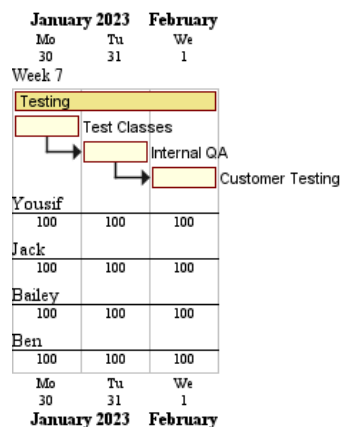 January 2023 February
Mo Tu We
30 31 1
Week 7
Testing
Test Classes
Internal QA
Customer Testing
Yousif
100 100 100
Jack
100 100 100
Bailey
100 100 100
Ben
100 100 100
Mo Tu We
30 31 1
January 2023 February